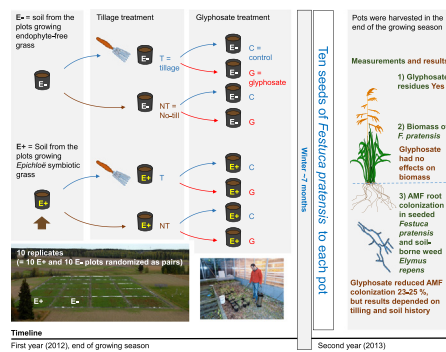 E- = soil from the
plots growing
endophyte-free
grass
Tillage treatment
Glyphosate treatment
E-
E-
T =
tillage
E-
NT =
No-till
E-
C =
control
E-
G =
glyphosate
E-
C
E-
G
E+ = Soil from the
plots growing
Epichloë symbiotic
grass
E+
E+
T
E+
NT
E+
C
E+
G
E+
C
E+
G
10 replicates
(= 10 E+ and 10 E- plots randomized as pairs)
E+
E-
Winter ~7 months
Ten seeds of Festuca pratensis to each pot
Pots were harvested in the
end of the growing season
Measurements and results
1) Glyphosate
residues Yes
2) Biomass of
F. pratensis
Glyphosate
had no
effects on
biomass
3) AMF root
colonization
in seeded
Festuca
pratensis
and soil-
borne weed
Elymus
repens
Glyphosate reduced AMF
colonization 23-25 %,
but results depended on
tilling and soil history
Timeline
First year (2012), end of growing season
Second year (2013)